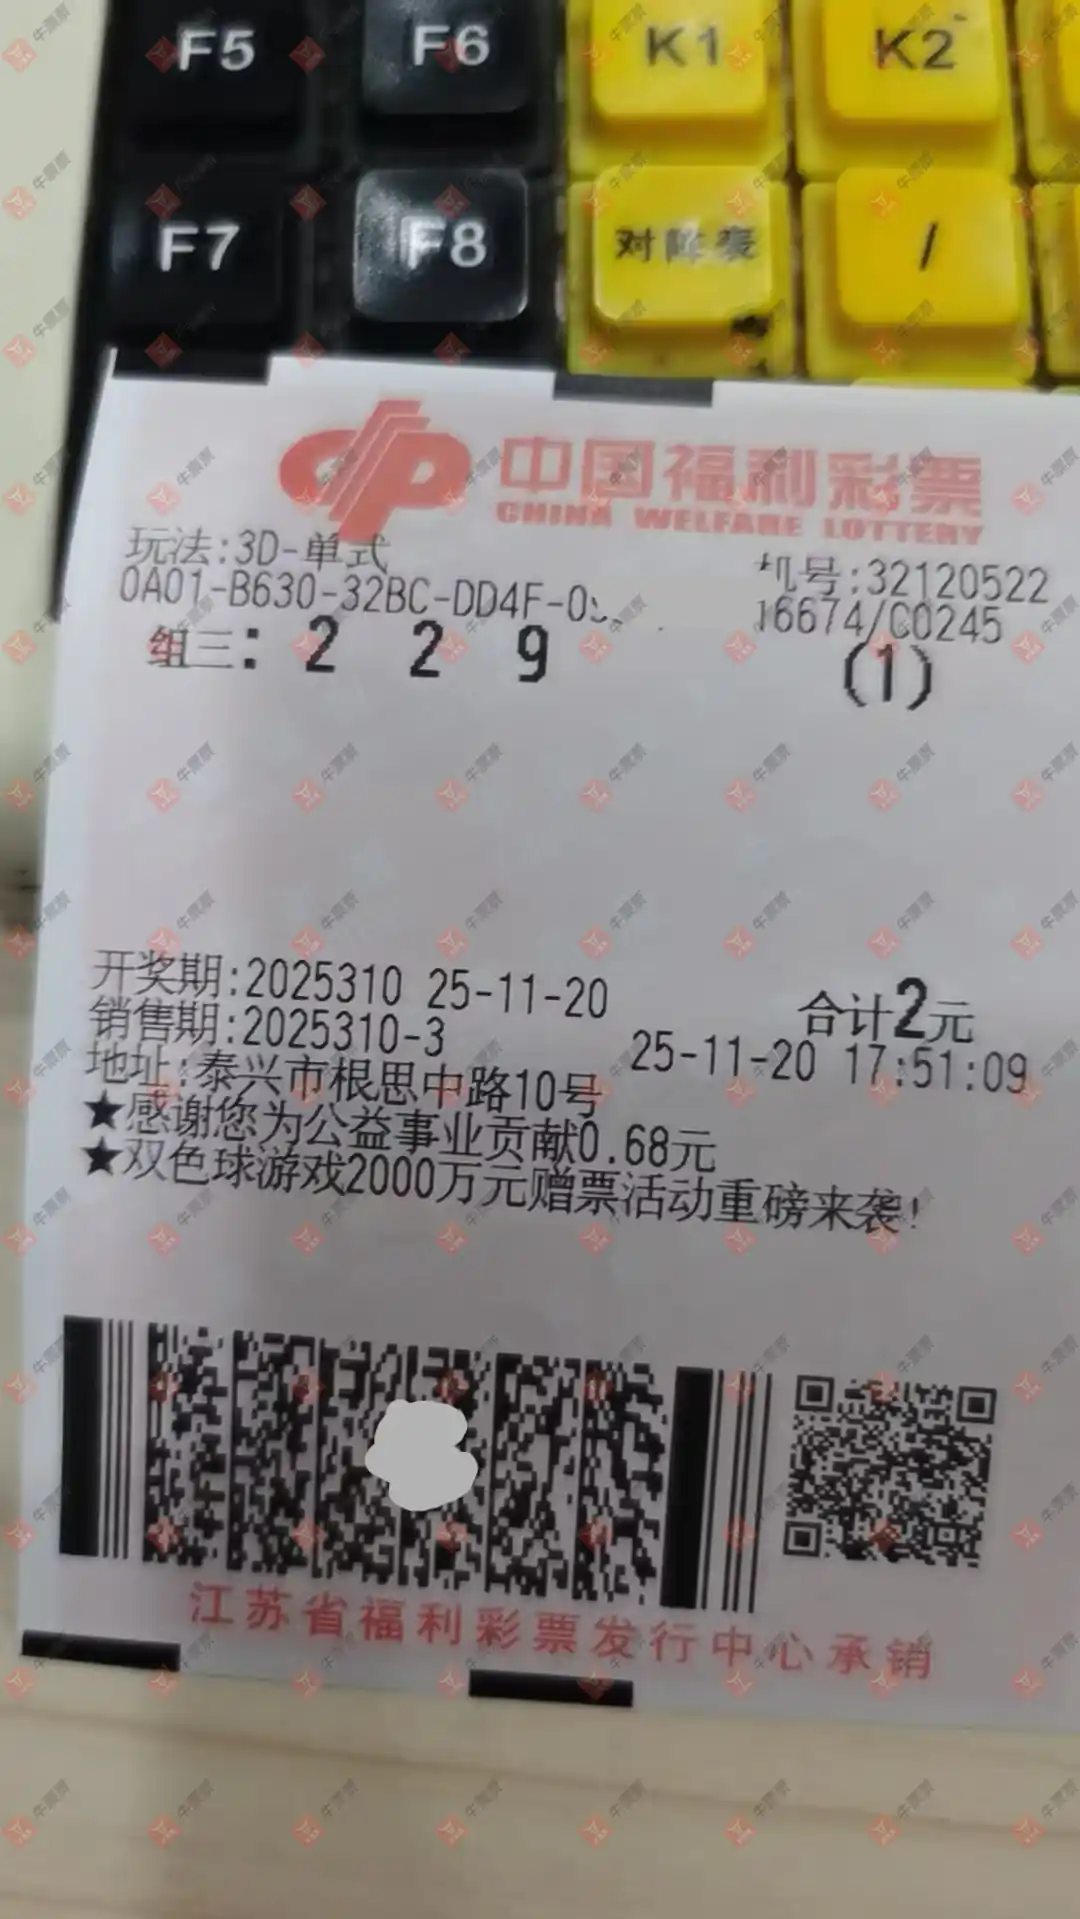 F5 F6 K1 K2
F7 F8 对阵表 /
中国福利彩票
CHINA WELFARE LOTTERY
玩法:3D-单式
机号:32120522
0A01-B630-32BC-DD4F-0
16674/C0245
组三: 2 2 9 (1)
开奖期:2025310 25-11-20
合计2元
销售期:2025310-3
25-11-20 17:51:09
地址:泰兴市根思中路10号
★感谢您为公益事业贡献0.68元
★双色球游戏2000万元赠票活动重磅来袭!
江苏省福利彩票发行中心承销
牛票票